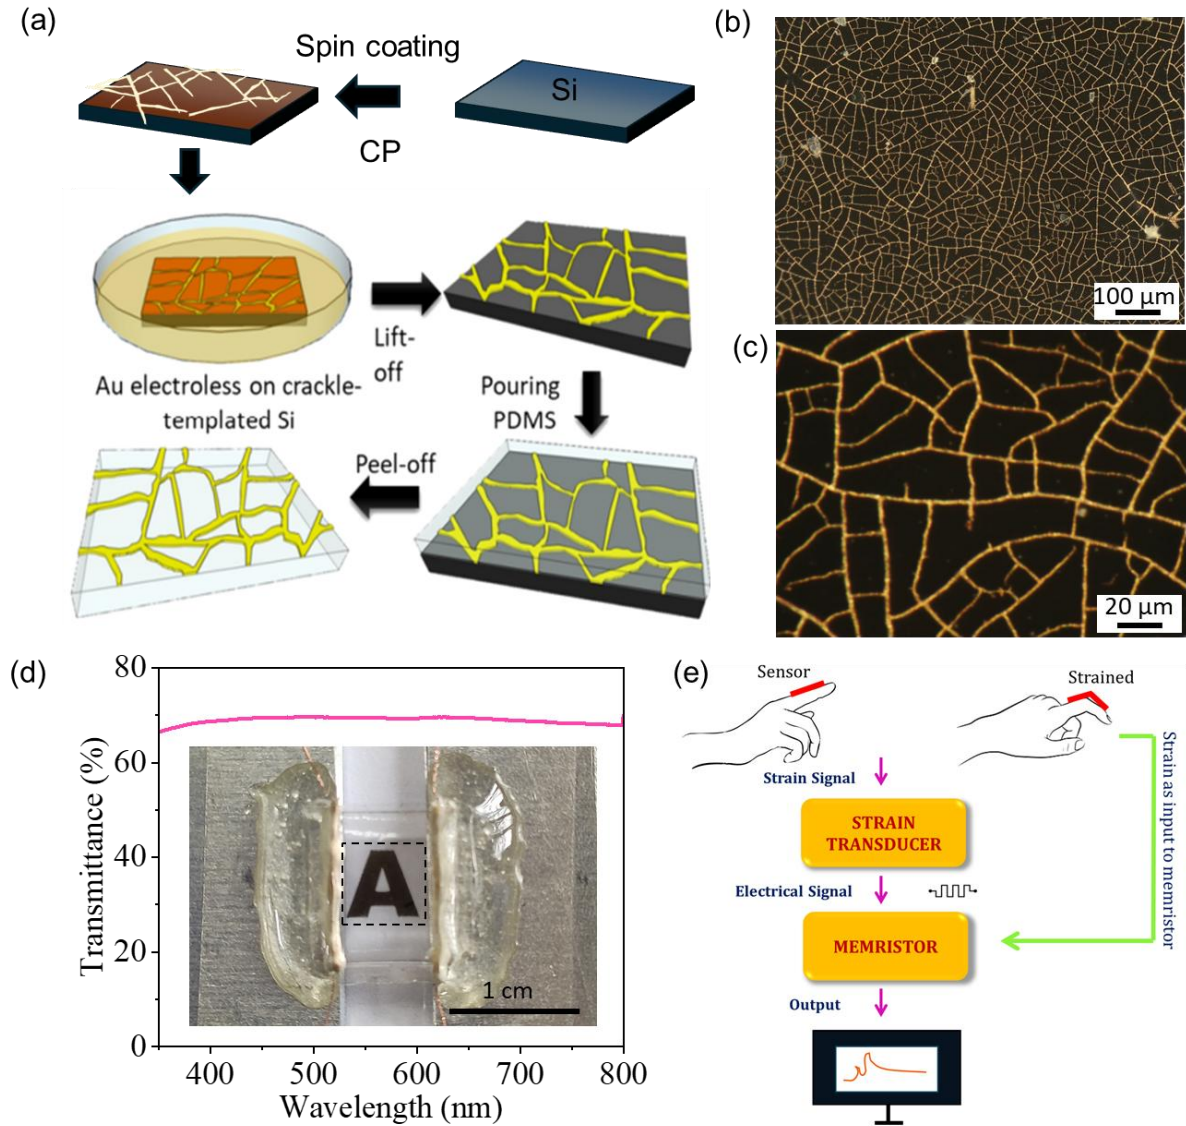 (a)
Spin coating
Si
CP
Lift-
off
Au electroless on crackle-
templated Si
Pouring
PDMS
Peel-off
(b)
100 µm
(c)
20 µm
(d)
80
60
40
20
0
Transmittance (%)
A
1 cm
400
500
600
700
800
Wavelength (nm)
(e)
Sensor
Strained
Strain Signal
STRAIN
TRANSDUCER
Electrical Signal
MEMRISTOR
Output
Strain as input to memristor